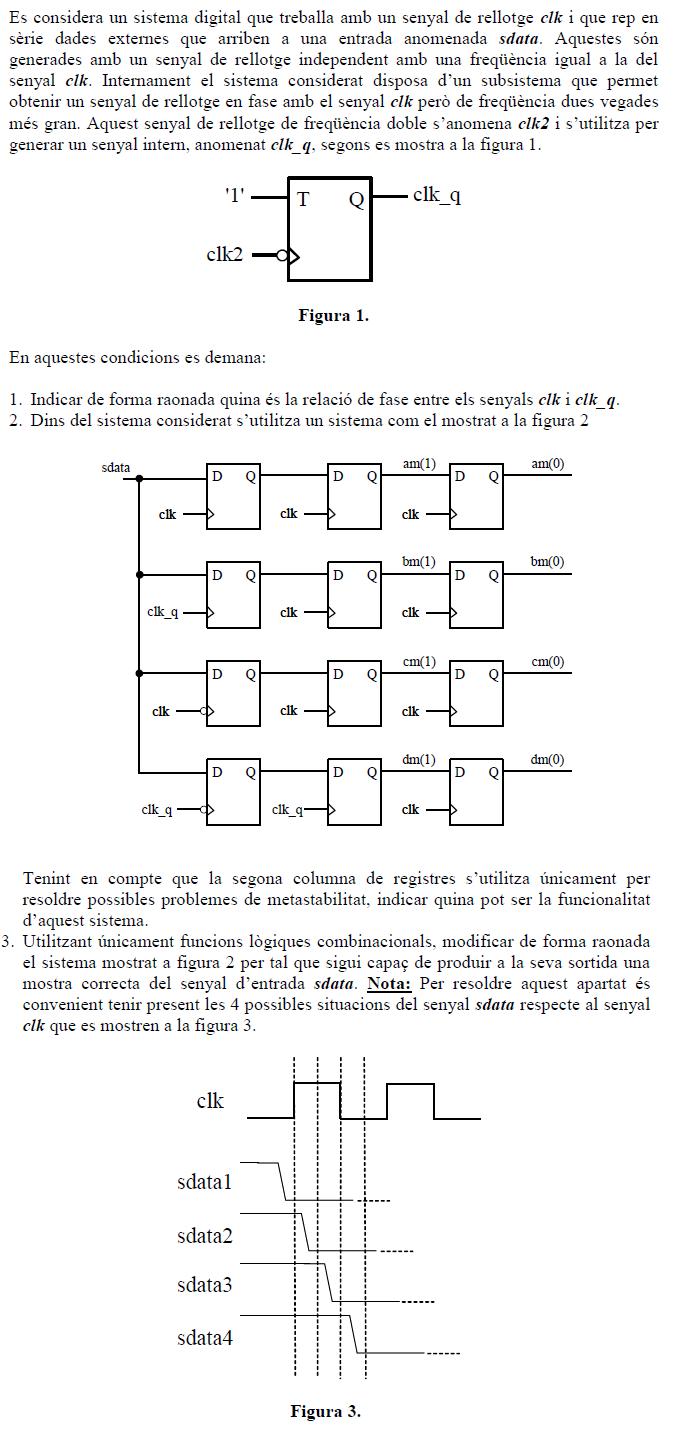 Es considera un sistema digital que treballa amb un senyal de rellotge clk i que rep en
sèrie dades externes que arriben a una entrada anomenada sdata. Aquestes són
generades amb un senyal de rellotge independent amb una freqüència igual a la del
senyal clk. Internament el sistema considerat disposa d'un subsistema que permet
obtenir un senyal de rellotge en fase amb el senyal clk però de freqüència dues vegades
més gran. Aquest senyal de rellotge de freqüència doble s'anomena clk2 i s'utilitza per
generar un senyal intern, anomenat clk_q, segons es mostra a la figura 1.
'1' T Q clk_q
clk2
Figura 1.
En aquestes condicions es demana:
1. Indicar de forma raonada quina és la relació de fase entre els senyals clk i clk_q.
2. Dins del sistema considerat s'utilitza un sistema com el mostrat a la figura 2
sdata D Q D Q am(1) D Q am(0)
clk clk clk
D Q D Q bm(1) D Q bm(0)
clk_q clk clk
D Q D Q cm(1) D Q cm(0)
clk clk clk
D Q D Q dm(1) D Q dm(0)
clk_q clk_q clk
Tenint en compte que la segona columna de registres s'utilitza únicament per
resoldre possibles problemes de metastabilitat, indicar quina pot ser la funcionalitat
d'aquest sistema.
3. Utilitzant únicament funcions lògiques combinacionals, modificar de forma raonada
el sistema mostrat a figura 2 per tal que sigui capaç de produir a la seva sortida una
mostra correcta del senyal d'entrada sdata. Nota: Per resoldre aquest apartat és
convenient tenir present les 4 possibles situacions del senyal sdata respecte al senyal
clk que es mostren a la figura 3.
clk
sdata1
sdata2
sdata3
sdata4
Figura 3.